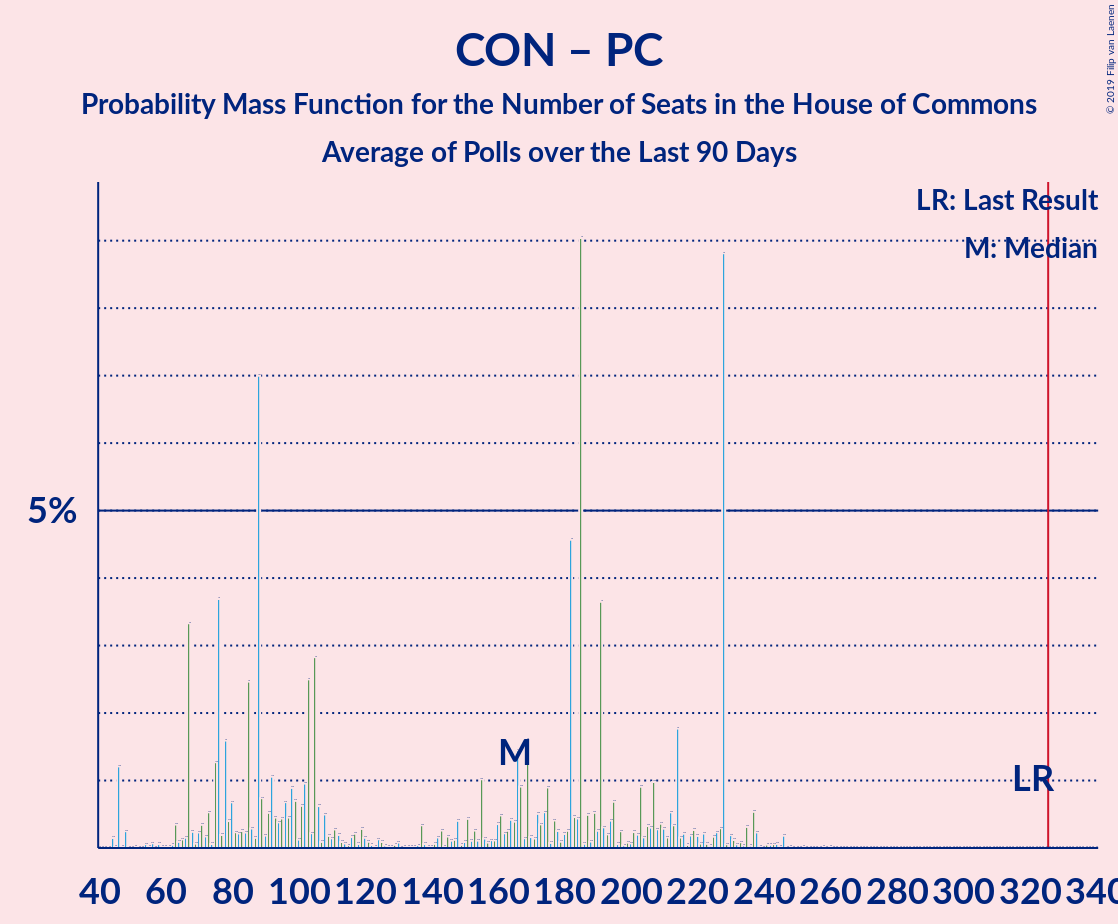 CON – PC
Probability Mass Function for the Number of Seats in the House of Commons
Average of Polls over the Last 90 Days
© 2019 Filip van Laenen
LR: Last Result
M: Median
5%
M
LR
40 60 80 100 120 140 160 180 200 220 240 260 280 300 320 340